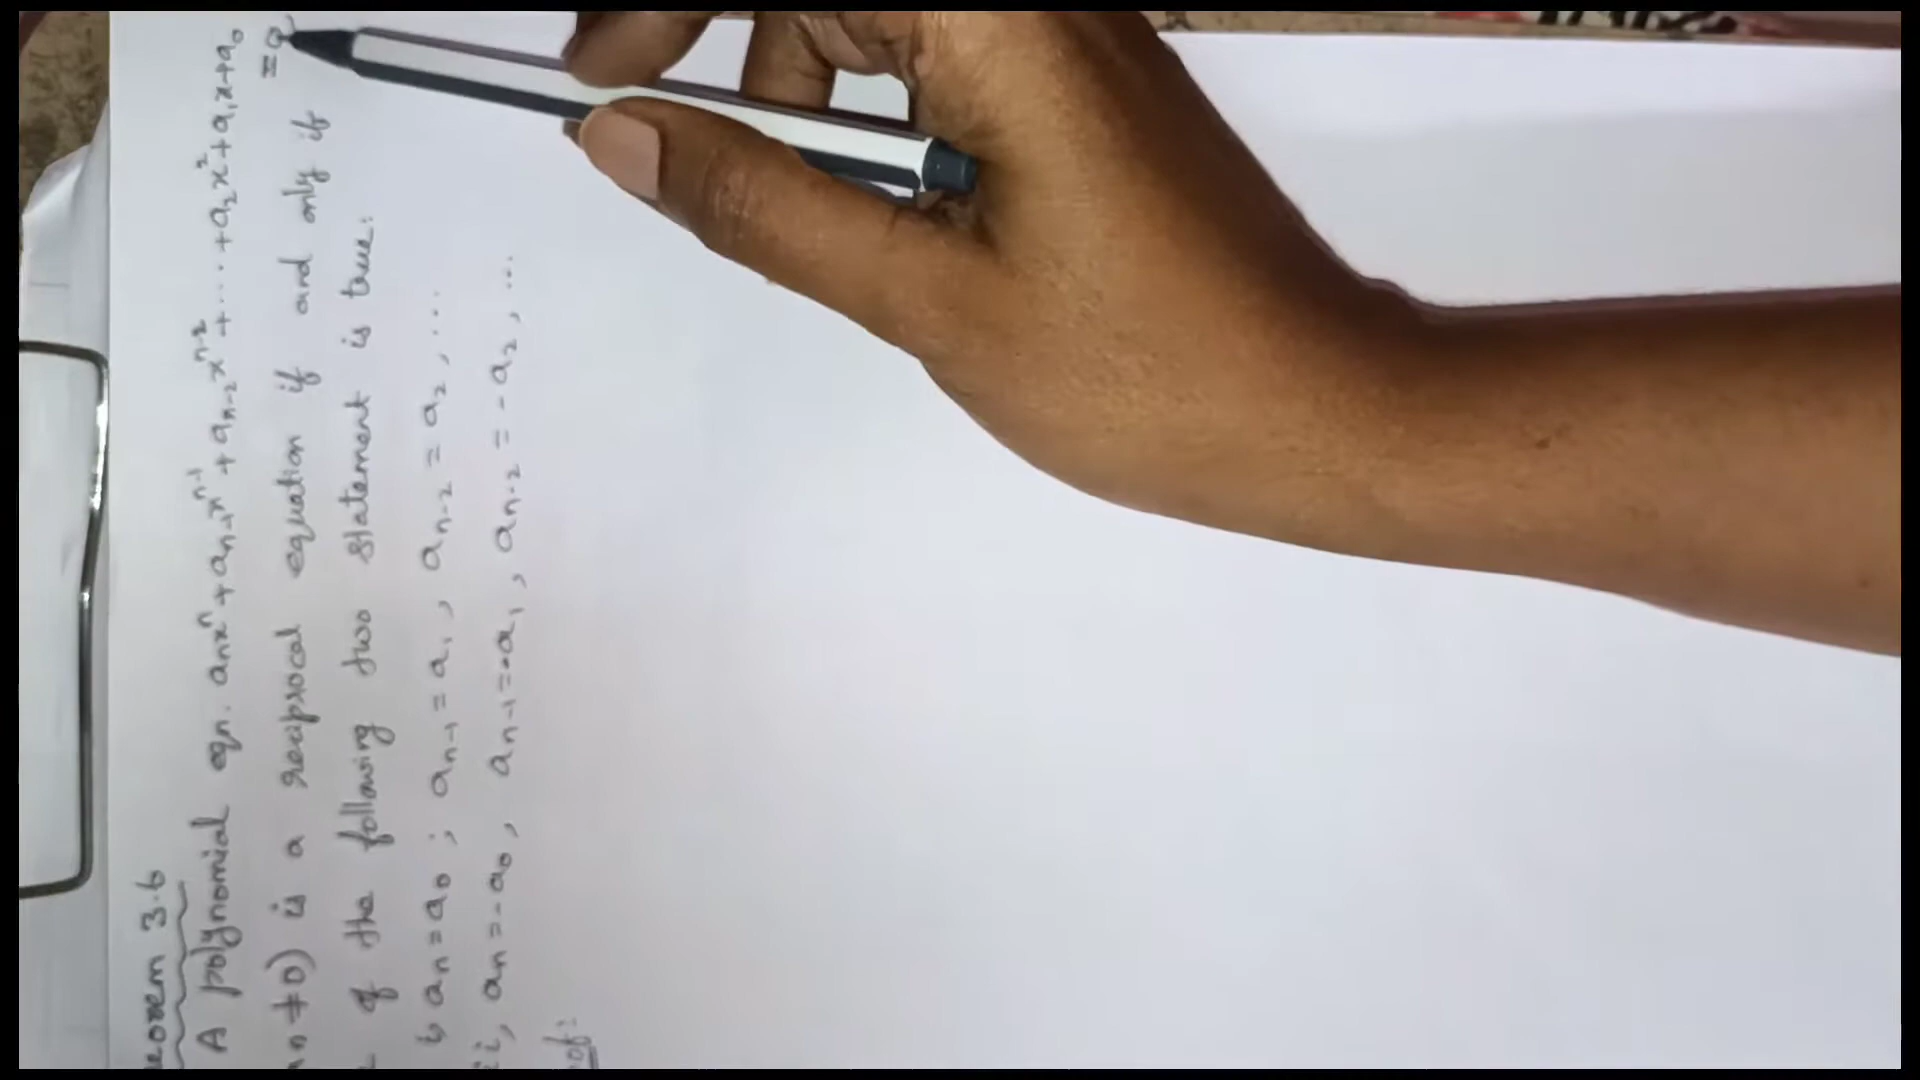 eorem 3.6
A polynomial eqn. aₙxⁿ + aₙ₋₁xⁿ⁻¹ + aₙ₋₂xⁿ⁻² + ... + a₂x² + a₁x + a₀
= 0
an ≠ 0) is a reciprocal equation if and only if
of the following two statement is true:
i, aₙ = a₀ ; aₙ₋₁ = a₁ , aₙ₋₂ = a₂ , ...
ii, aₙ = -a₀ , aₙ₋₁ = -a₁ , aₙ₋₂ = -a₂ , ...
oof: